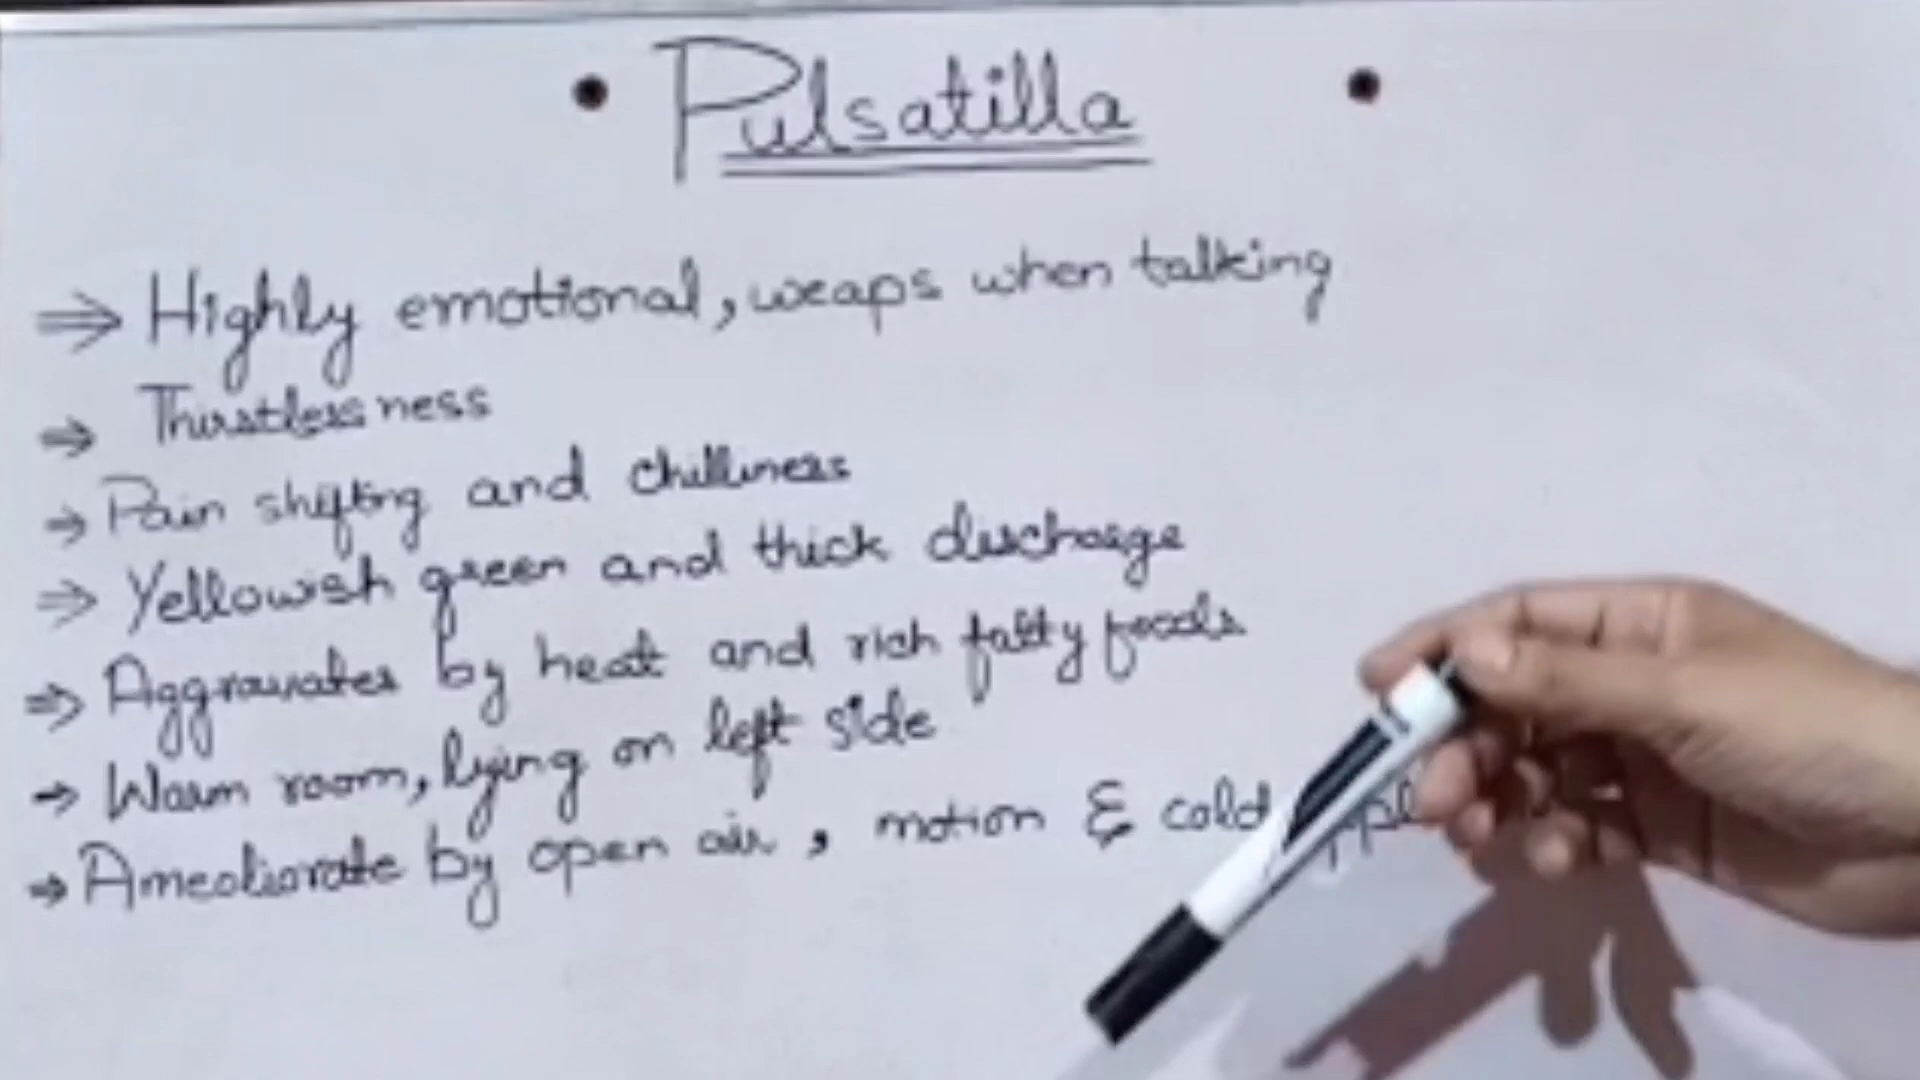 Pulsatilla
⇒ Highly emotional, weaps when talking
⇒ Thirstlessness
⇒ Pain shifting and chilliness
⇒ Yellowish green and thick discharge
⇒ Aggravates by heat and rich fatty foods
→ Warm room, lying on left side
⇒ Ameoliorate by open air, motion & cold